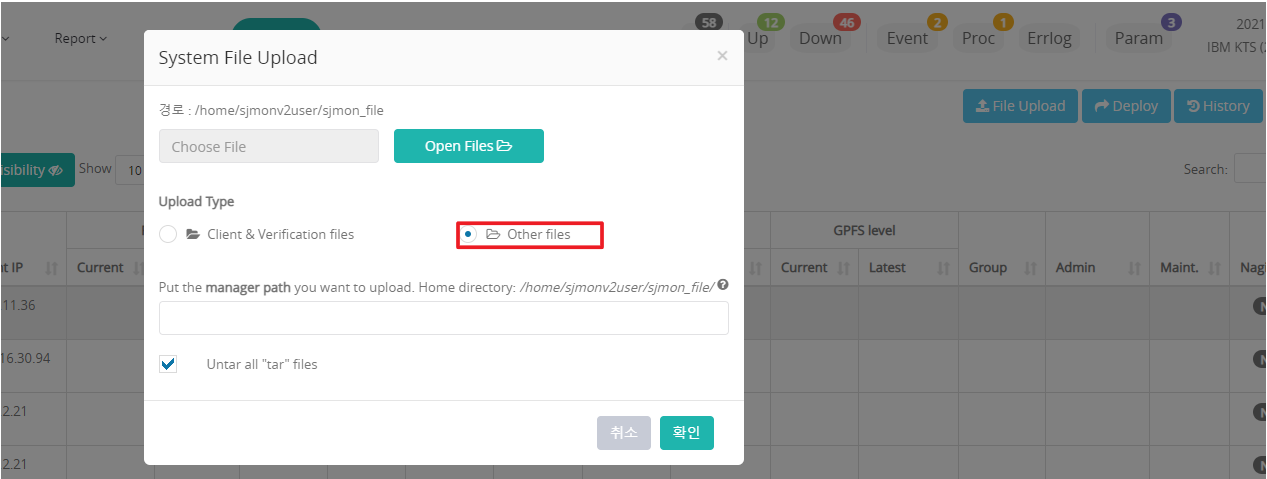 Report
58
12
46
2
1
3
Up
Down
Event
Proc
Errlog
Param
2021
IBM KTS (2
System File Upload
×
경로 : /home/sjmonv2user/sjmon_file
Choose File
Open Files
File Upload
Deploy
History
isibility
Show
10
Search:
Upload Type
Client & Verification files
Other files
GPFS level
nt IP
Current
Current
Latest
Group
Admin
Maint.
Nagi
Put the manager path you want to upload. Home directory: /home/sjmonv2user/sjmon_file/
11.36
N
16.30.94
N
Untar all "tar" files
2.21
N
취소
확인
2.21
N